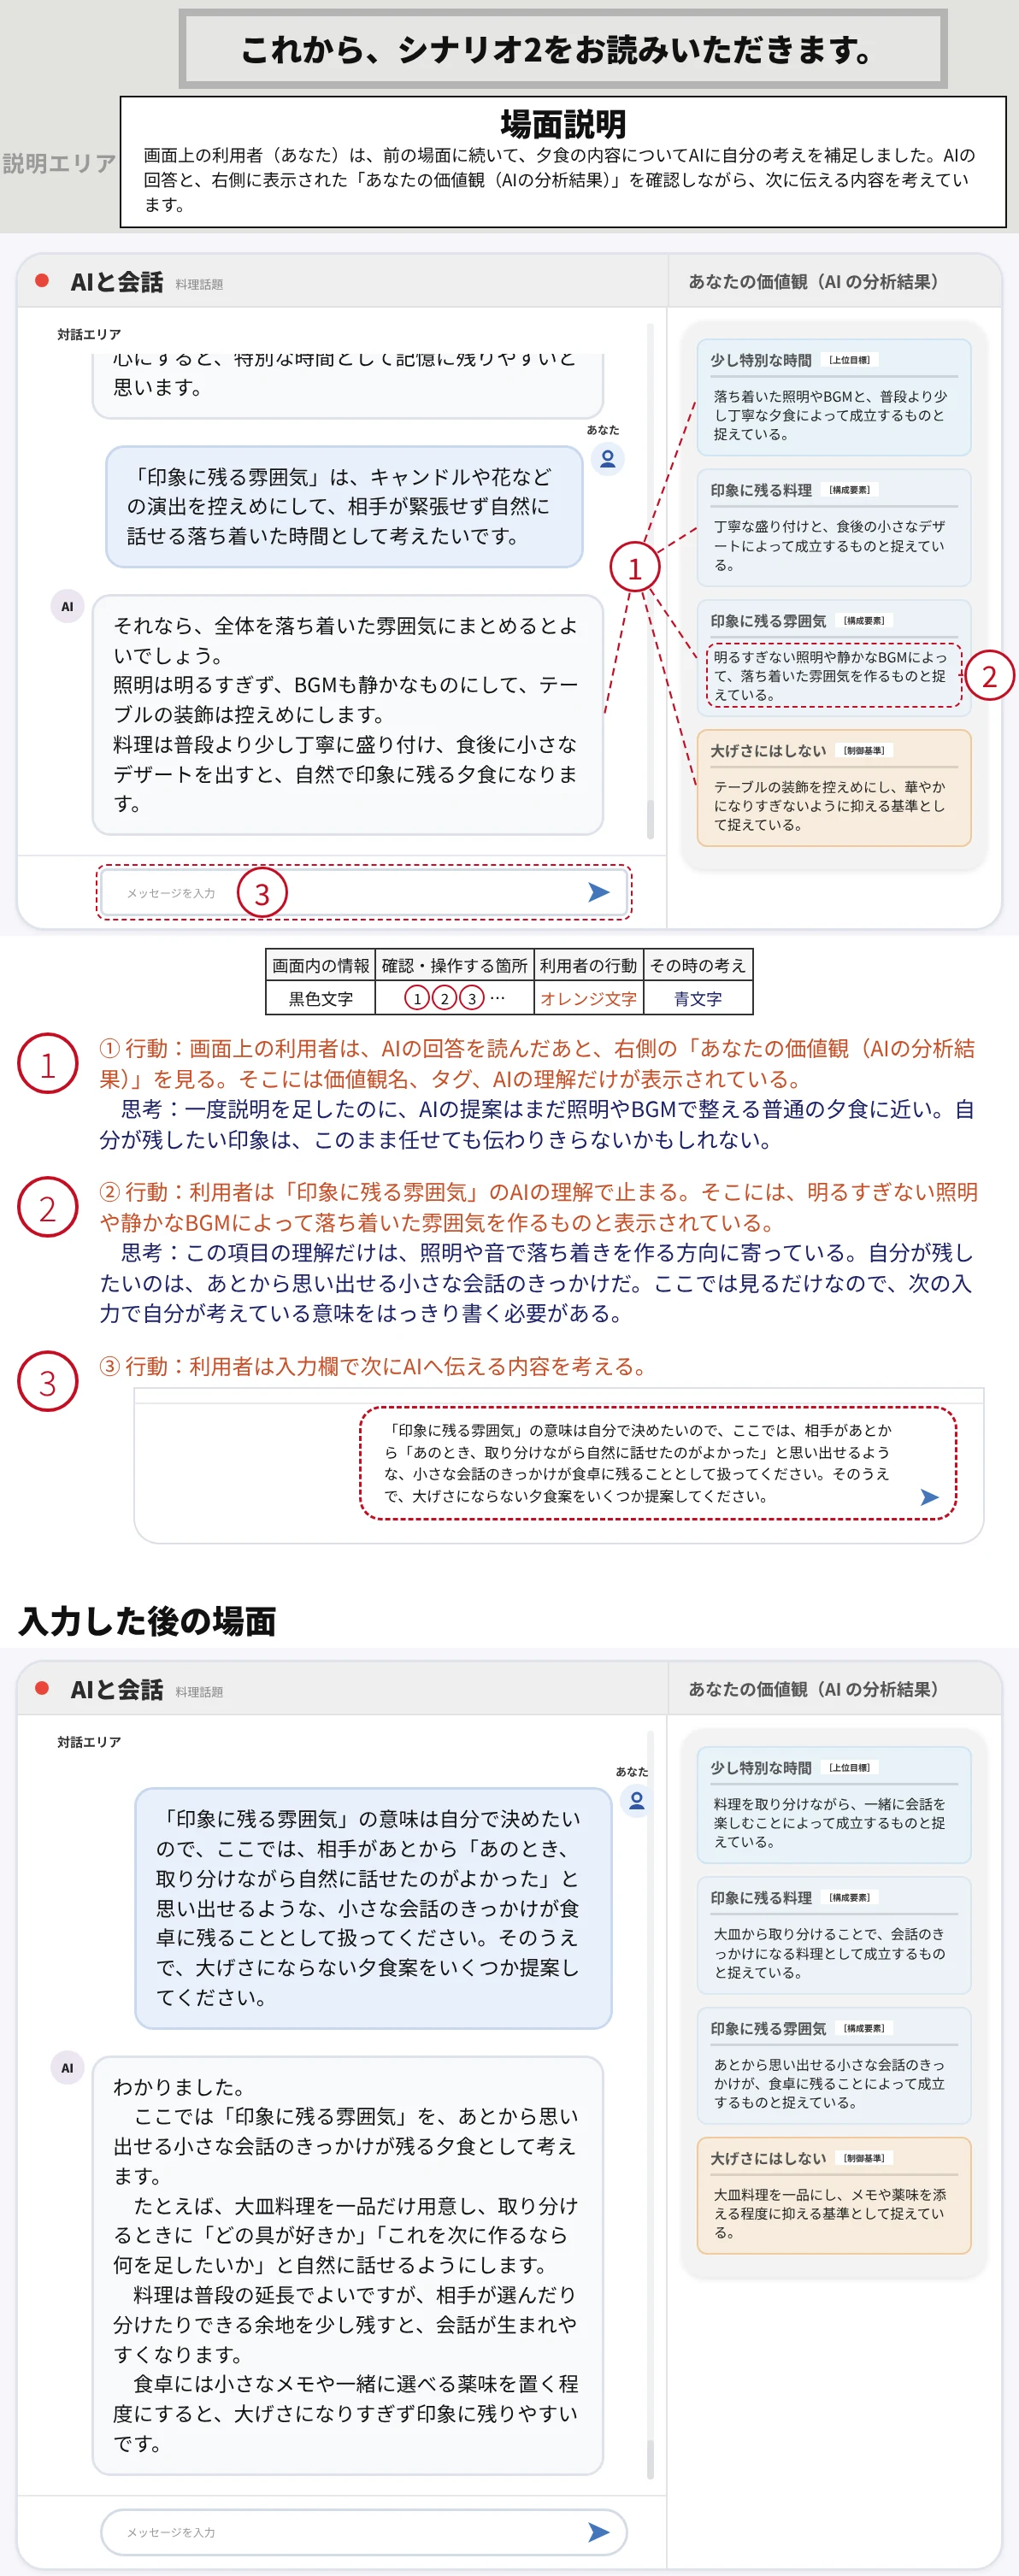 これから、シナリオ2をお読みいただきます。
説明エリア
場面説明
画面上の利用者（あなた）は、前の場面に続いて、夕食の内容についてAIに自分の考えを補足しました。AIの
回答と、右側に表示された「あなたの価値観（AIの分析結果）」を確認しながら、次に伝える内容を考えてい
ます。
AIと会話 料理話題
あなたの価値観（AI の分析結果）
対話エリア
心にすると、特別な時間として記憶に残りやすいと
思います。
あなた
「印象に残る雰囲気」は、キャンドルや花など
の演出を控えめにして、相手が緊張せず自然に
話せる落ち着いた時間として考えたいです。
AI
それなら、全体を落ち着いた雰囲気にまとめるとよ
いでしょう。
照明は明るすぎず、BGMも静かなものにして、テー
ブルの装飾は控えめにします。
料理は普段より少し丁寧に盛り付け、食後に小さな
デザートを出すと、自然で印象に残る夕食になりま
す。
メッセージを入力
3
1
少し特別な時間 [上位目標]
落ち着いた照明やBGMと、普段より少
し丁寧な夕食によって成立するものと
捉えている。
印象に残る料理 [構成要素]
丁寧な盛り付けと、食後の小さなデザ
ートによって成立するものと捉えてい
る。
印象に残る雰囲気 [構成要素]
明るすぎない照明や静かなBGMによっ
て、落ち着いた雰囲気を作るものと捉
えている。
2
大げさにはしない [制御基準]
テーブルの装飾を控えめにし、華やか
になりすぎないように抑える基準とし
て捉えている。
画面内の情報 確認・操作する箇所 利用者の行動 その時の考え
黒色文字 1 2 3 … オレンジ文字 青文字
1
① 行動：画面上の利用者は、AIの回答を読んだあと、右側の「あなたの価値観（AIの分析結
果）」を見る。そこには価値観名、タグ、AIの理解だけが表示されている。
思考：一度説明を足したのに、AIの提案はまだ照明やBGMで整える普通の夕食に近い。自
分が残したい印象は、このまま任せても伝わりきらないかもしれない。
2
② 行動：利用者は「印象に残る雰囲気」のAIの理解で止まる。そこには、明るすぎない照明
や静かなBGMによって落ち着いた雰囲気を作るものと表示されている。
思考：この項目の理解だけは、照明や音で落ち着きを作る方向に寄っている。自分が残し
たいのは、あとから思い出せる小さな会話のきっかけだ。ここでは見るだけなので、次の入
力で自分が考えている意味をはっきり書く必要がある。
3
③ 行動：利用者は入力欄で次にAIへ伝える内容を考える。
「印象に残る雰囲気」の意味は自分で決めたいので、ここでは、相手があとか
ら「あのとき、取り分けながら自然に話せたのがよかった」と思い出せるよう
な、小さな会話のきっかけが食卓に残ることとして扱ってください。そのうえ
で、大げさにならない夕食案をいくつか提案してください。
入力した後の場面
AIと会話 料理話題
あなたの価値観（AI の分析結果）
対話エリア
あなた
「印象に残る雰囲気」の意味は自分で決めたい
ので、ここでは、相手があとから「あのとき、
取り分けながら自然に話せたのがよかった」と
思い出せるような、小さな会話のきっかけが食
卓に残ることとして扱ってください。そのうえ
で、大げさにならない夕食案をいくつか提案し
てください。
AI
わかりました。
ここでは「印象に残る雰囲気」を、あとから思い
出せる小さな会話のきっかけが残る夕食として考え
ます。
たとえば、大皿料理を一品だけ用意し、取り分け
るときに「どの具が好きか」「これを次に作るなら
何を足したいか」と自然に話せるようにします。
料理は普段の延長でよいですが、相手が選んだり
分けたりできる余地を少し残すと、会話が生まれや
すくなります。
食卓には小さなメモや一緒に選べる薬味を置く程
度にすると、大げさになりすぎず印象に残りやすい
です。
メッセージを入力
少し特別な時間 [上位目標]
料理を取り分けながら、一緒に会話を
楽しむことによって成立するものと捉
えている。
印象に残る料理 [構成要素]
大皿から取り分けることで、会話のき
っかけになる料理として成立するもの
と捉えている。
印象に残る雰囲気 [構成要素]
あとから思い出せる小さな会話のきっ
かけが、食卓に残ることによって成立
するものと捉えている。
大げさにはしない [制御基準]
大皿料理を一品にし、メモや薬味を添
える程度に抑える基準として捉えてい
る。